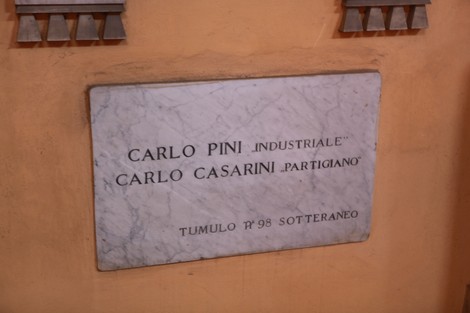 CARLO PINI „INDUSTRIALE"
CARLO CASARINI „PARTIGIANO"
TUMULO N° 98 SOTTERANEO